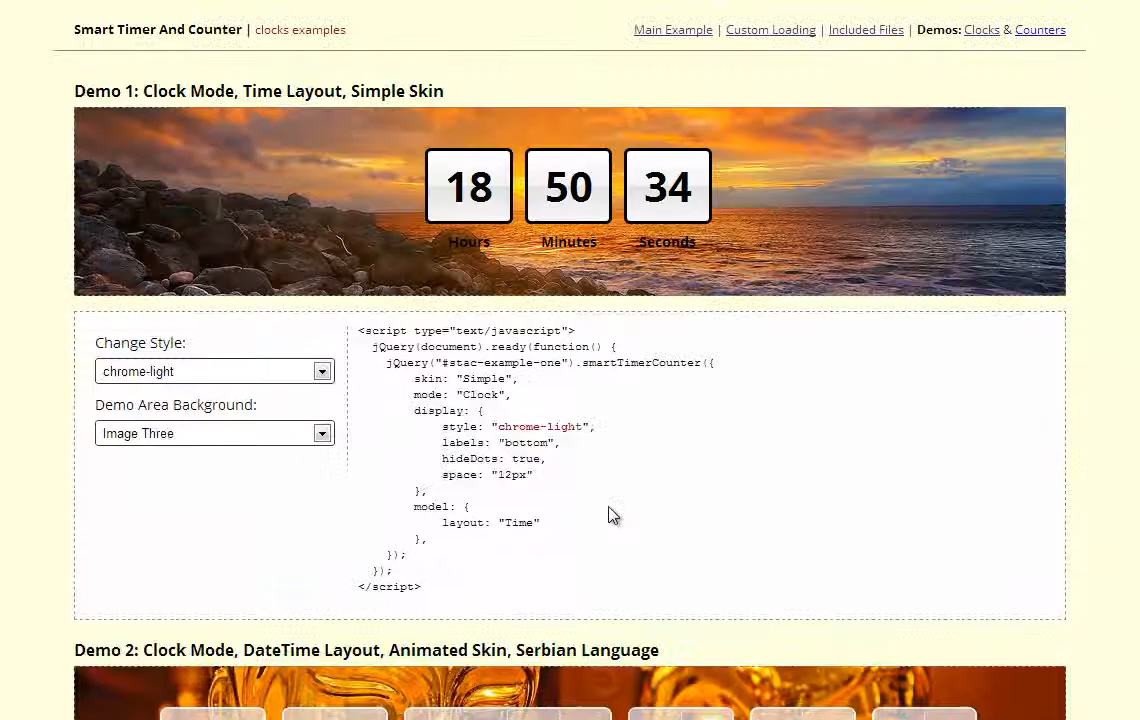 Smart Timer And Counter | clocks examples
Main Example | Custom Loading | Included Files | Demos: Clocks & Counters
Demo 1: Clock Mode, Time Layout, Simple Skin
18 50 34
Hours Minutes Seconds
Change Style:
chrome-light
Demo Area Background:
Image Three
<script type="text/javascript">
jQuery(document).ready(function() {
jQuery("#stac-example-one").smartTimerCounter({
skin: "Simple",
mode: "Clock",
display: {
style: "chrome-light",
labels: "bottom",
hideDots: true,
space: "12px"
},
model: {
layout: "Time"
},
});
});
</script>
Demo 2: Clock Mode, DateTime Layout, Animated Skin, Serbian Language